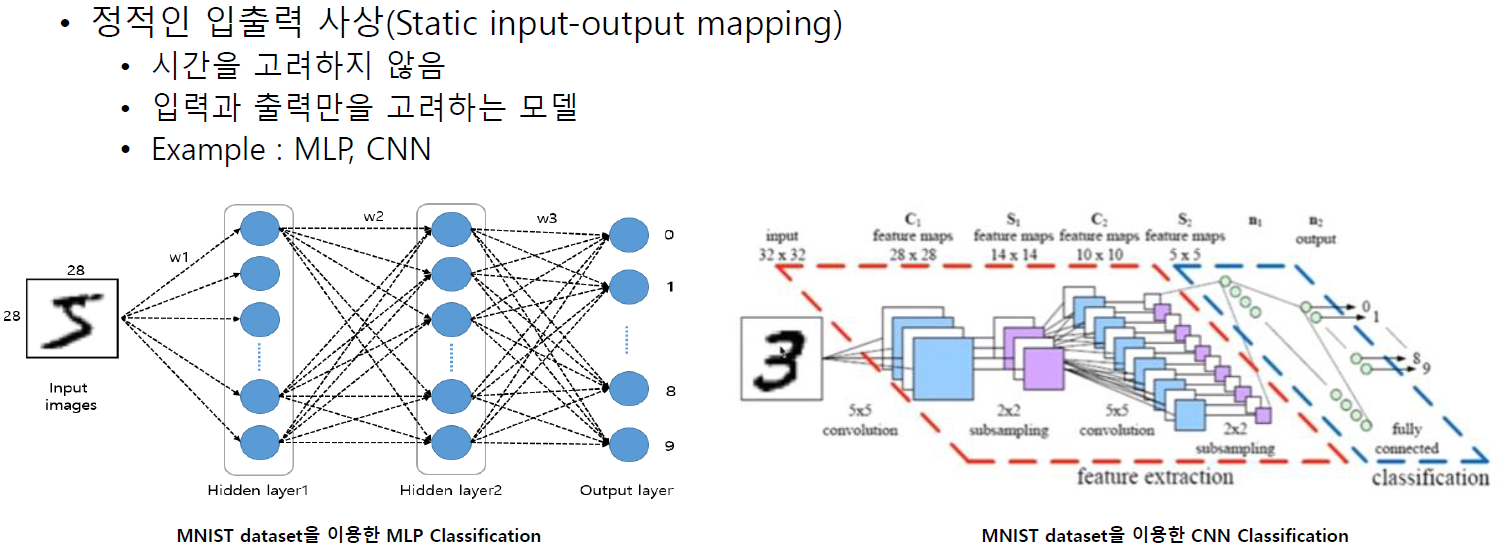 • 정적인 입출력 사상(Static input-output mapping)
• 시간을 고려하지 않음
• 입력과 출력만을 고려하는 모델
• Example : MLP, CNN
28
28
Input
images
w1
w2
w3
0
1
8
9
Hidden layer1
Hidden layer2
Output layer
MNIST dataset을 이용한 MLP Classification
input
32 x 32
C1
feature maps
28 x 28
S1
feature maps
14 x 14
C2
feature maps
10 x 10
S2
feature maps
5 x 5
n1
n2
output
0
1
8
9
5x5
convolution
2x2
subsampling
5x5
convolution
2x2
subsampling
fully
connected
feature extraction
classification
MNIST dataset을 이용한 CNN Classification